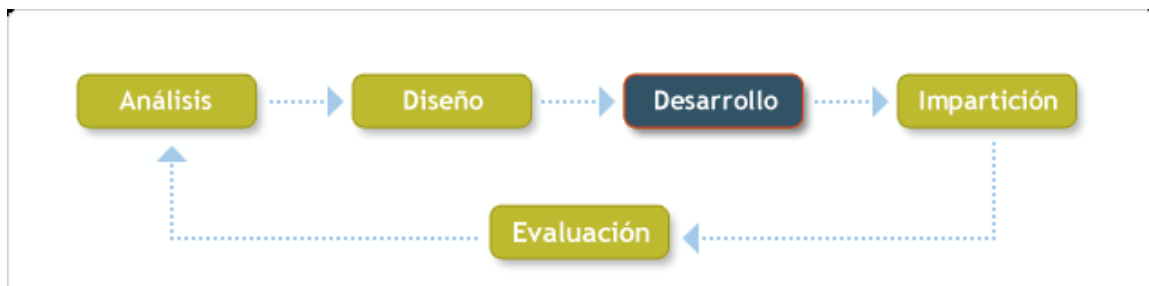 Análisis
Diseño
Desarrollo
Impartición
Evaluación